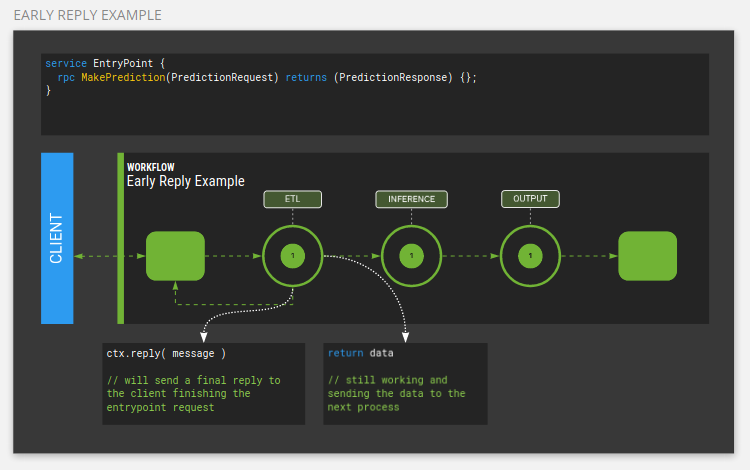 EARLY REPLY EXAMPLE
service EntryPoint {
rpc MakePrediction(PredictionRequest) returns (PredictionResponse) {};
}
CLIENT
WORKFLOW
Early Reply Example
ETL
INFERENCE
OUTPUT
1
1
1
ctx.reply( message )
// will send a final reply to
the client finishing the
entrypoint request
return data
// still working and
sending the data to the
next process